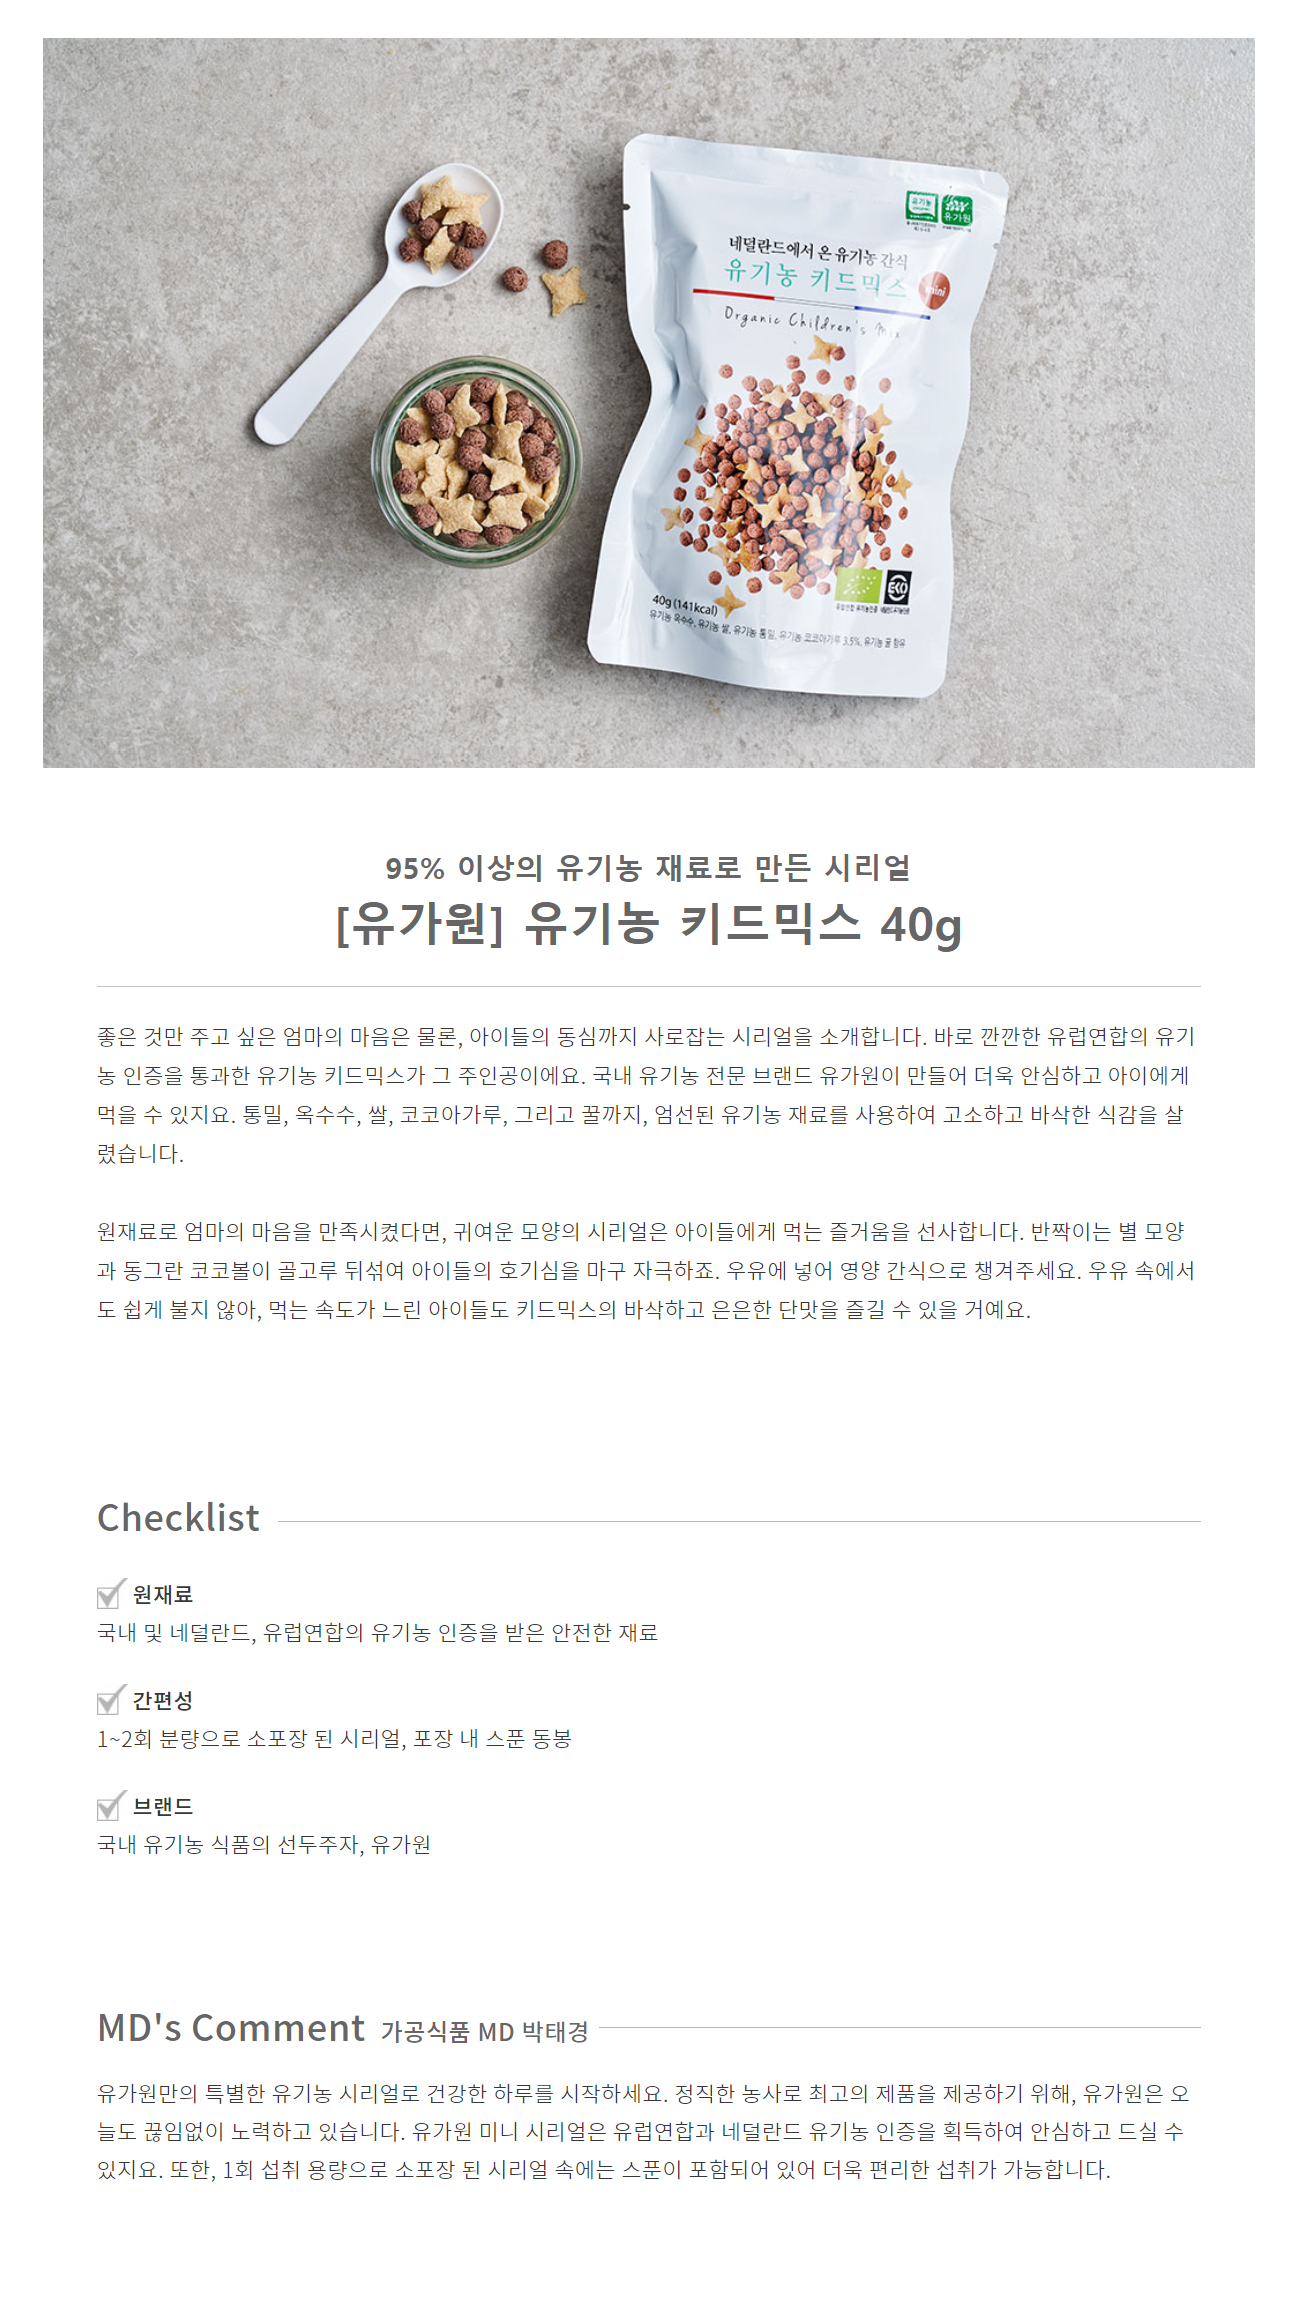 유기농
유가원
네덜란드에서 온 유기농 간식
유기농 키드믹스
mini
Organic Children's Mix
EKO
40g (141kcal)
유기농 옥수수, 유기농 쌀, 유기농 통밀, 유기농 코코아가루 3.5%, 유기농 꿀 함유
95% 이상의 유기농 재료로 만든 시리얼
[유가원] 유기농 키드믹스 40g
좋은 것만 주고 싶은 엄마의 마음은 물론, 아이들의 동심까지 사로잡는 시리얼을 소개합니다. 바로 깐깐한 유럽연합의 유기
농 인증을 통과한 유기농 키드믹스가 그 주인공이에요. 국내 유기농 전문 브랜드 유가원이 만들어 더욱 안심하고 아이에게
먹을 수 있지요. 통밀, 옥수수, 쌀, 코코아가루, 그리고 꿀까지, 엄선된 유기농 재료를 사용하여 고소하고 바삭한 식감을 살
렸습니다.
원재료로 엄마의 마음을 만족시켰다면, 귀여운 모양의 시리얼은 아이들에게 먹는 즐거움을 선사합니다. 반짝이는 별 모양
과 동그란 코코볼이 골고루 뒤섞여 아이들의 호기심을 마구 자극하죠. 우유에 넣어 영양 간식으로 챙겨주세요. 우유 속에서
도 쉽게 불지 않아, 먹는 속도가 느린 아이들도 키드믹스의 바삭하고 은은한 단맛을 즐길 수 있을 거예요.
Checklist
원재료
국내 및 네덜란드, 유럽연합의 유기농 인증을 받은 안전한 재료
간편성
1~2회 분량으로 소포장 된 시리얼, 포장 내 스푼 동봉
브랜드
국내 유기농 식품의 선두주자, 유가원
MD's Comment 가공식품 MD 박태경
유가원만의 특별한 유기농 시리얼로 건강한 하루를 시작하세요. 정직한 농사로 최고의 제품을 제공하기 위해, 유가원은 오
늘도 끊임없이 노력하고 있습니다. 유가원 미니 시리얼은 유럽연합과 네덜란드 유기농 인증을 획득하여 안심하고 드실 수
있지요. 또한, 1회 섭취 용량으로 소포장 된 시리얼 속에는 스푼이 포함되어 있어 더욱 편리한 섭취가 가능합니다.